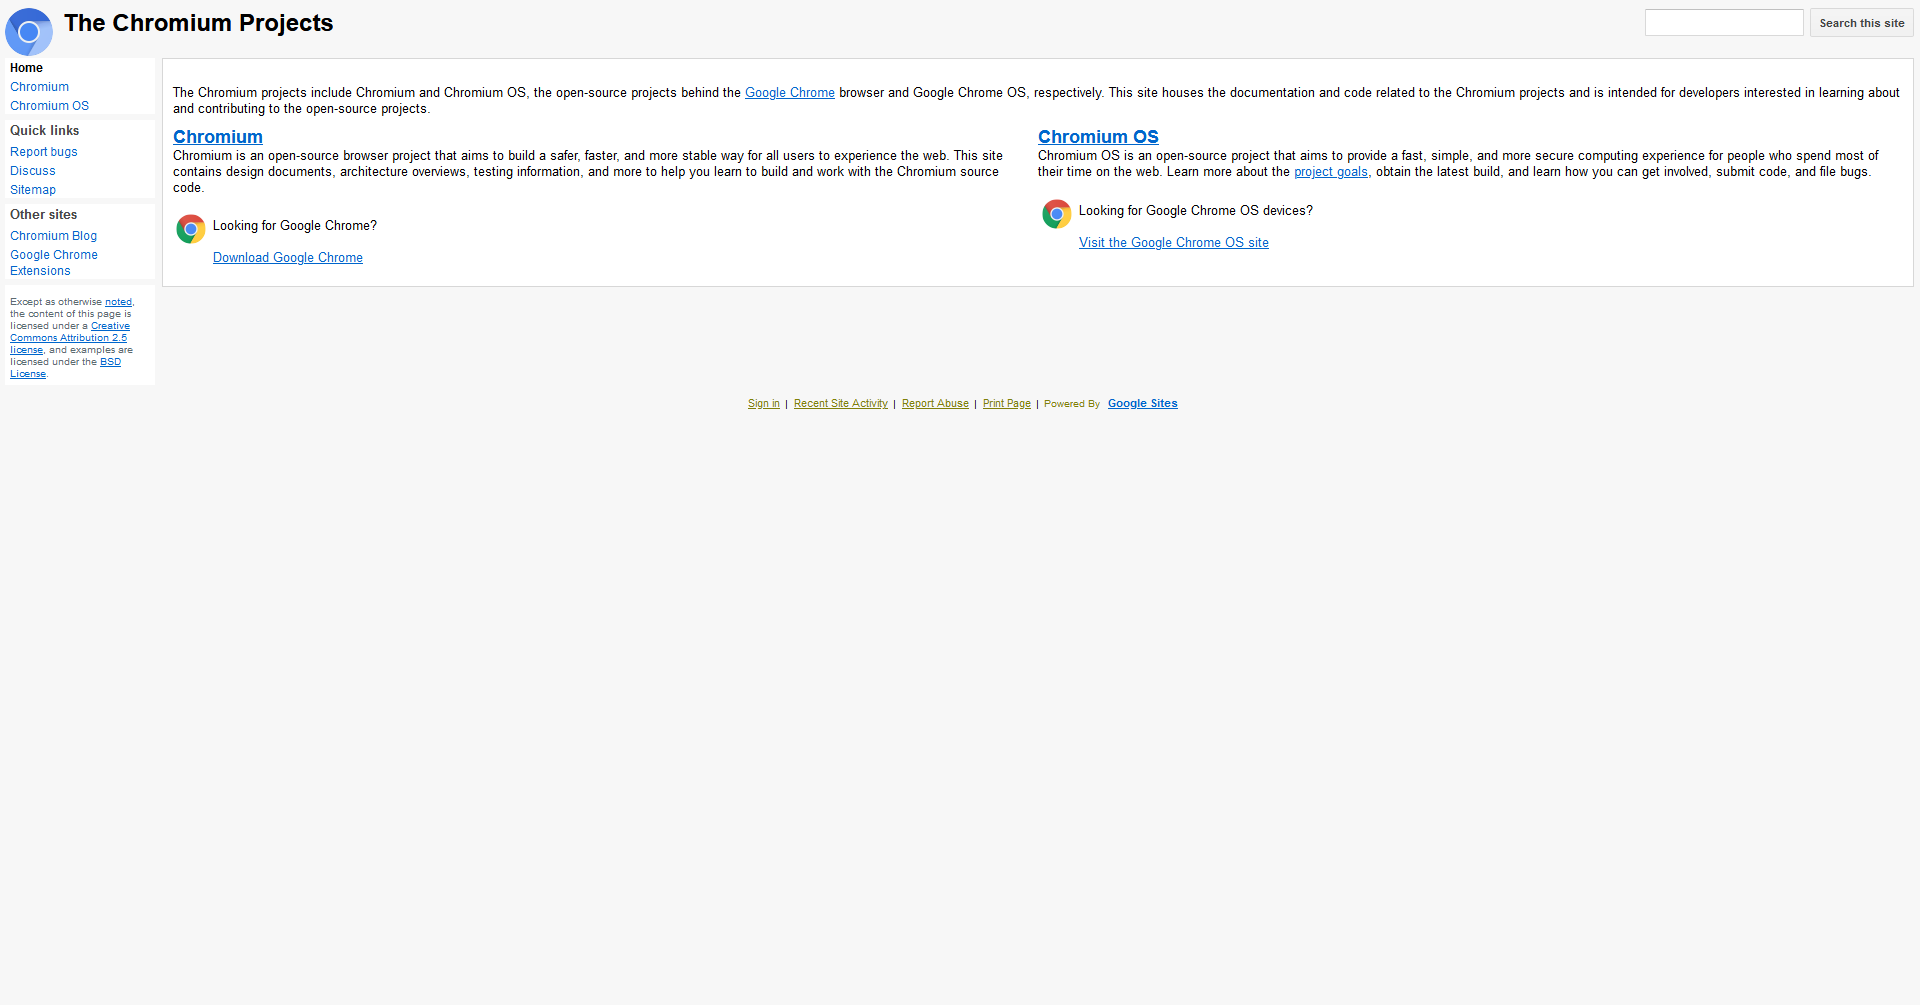 The Chromium Projects
Search this site
Home
Chromium
Chromium OS
Quick links
Report bugs
Discuss
Sitemap
Other sites
Chromium Blog
Google Chrome
Extensions
Except as otherwise noted,
the content of this page is
licensed under a Creative
Commons Attribution 2.5
license, and examples are
licensed under the BSD
License.
The Chromium projects include Chromium and Chromium OS, the open-source projects behind the Google Chrome browser and Google Chrome OS, respectively. This site houses the documentation and code related to the Chromium projects and is intended for developers interested in learning about
and contributing to the open-source projects.
Chromium
Chromium is an open-source browser project that aims to build a safer, faster, and more stable way for all users to experience the web. This site
contains design documents, architecture overviews, testing information, and more to help you learn to build and work with the Chromium source
code.
Looking for Google Chrome?
Download Google Chrome
Chromium OS
Chromium OS is an open-source project that aims to provide a fast, simple, and more secure computing experience for people who spend most of
their time on the web. Learn more about the project goals, obtain the latest build, and learn how you can get involved, submit code, and file bugs.
Looking for Google Chrome OS devices?
Visit the Google Chrome OS site
Sign in | Recent Site Activity | Report Abuse | Print Page | Powered By Google Sites